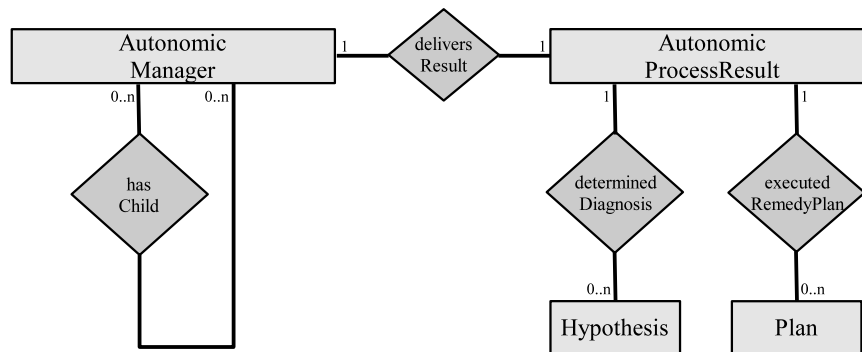 Autonomic
Manager
1
delivers
Result
1
Autonomic
ProcessResult
0..n
0..n
1
1
has
Child
determined
Diagnosis
executed
RemedyPlan
0..n
0..n
Hypothesis
Plan